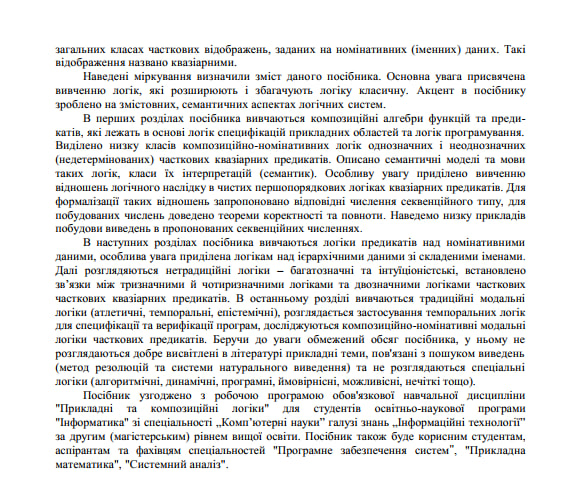 загальних класах часткових відображень, заданих на номінативних (іменних) даних. Такі
відображення названо квазіарними.
Наведені міркування визначили зміст даного посібника. Основна увага присвячена
вивченню логік, які розширюють і збагачують логіку класичну. Акцент в посібнику
зроблено на змістовних, семантичних аспектах логічних систем.
В перших розділах посібника вивчаються композиційні алгебри функцій та преди-
катів, які лежать в основі логік специфікацій прикладних областей та логік програмування.
Виділено низку класів композиційно-номінативних логік однозначних і неоднозначних
(недетермінованих) часткових квазіарних предикатів. Описано семантичні моделі та мови
таких логік, класи їх інтерпретацій (семантик). Особливу увагу приділено вивченню
відношень логічного наслідку в чистих першопорядкових логіках квазіарних предикатів. Для
формалізації таких відношень запропоновано відповідні числення секвенційного типу, для
побудованих числень доведено теореми коректності та повноти. Наведемо низку прикладів
побудови виведень в пропонованих секвенційних численнях.
В наступних розділах посібника вивчаються логіки предикатів над номінативними
даними, особлива увага приділена логікам над ієрархічними даними зі складеними іменами.
Далі розглядяються нетрадиційні логіки – багатозначні та інтуїціоністські, встановлено
зв’язки між тризначними й чотиризначними логіками та двозначними логіками часткових
часткових квазіарних предикатів. В останньому розділі вивчаються традиційні модальні
логіки (атлетичні, темпоральні, епістемічні), розглядається застосування темпоральних логік
для специфікації та верифікації програм, досліджуються композиційно-номінативні модальні
логіки часткових предикатів. Беручи до уваги обмежений обсяг посібника, у ньому не
розглядаються добре висвітлені в літературі прикладні теми, пов'язані з пошуком виведень
(метод резолюцій та системи натурального виведення) та не розглядаються спеціальні
логіки (алгоритмічні, динамічні, програмні, ймовірнісні, можливісні, нечіткі тощо).
Посібник узгоджено з робочою програмою обов'язкової навчальної дисципліни
"Прикладні та композиційні логіки" для студентів освітньо-наукової програми
"Інформатика" зі спеціальності „Комп’ютерні науки” галузі знань „Інформаційні технології”
за другим (магістерським) рівнем вищої освіти. Посібник також буде корисним студентам,
аспірантам та фахівцям спеціальностей "Програмне забезпечення систем", "Прикладна
математика", "Системний аналіз".